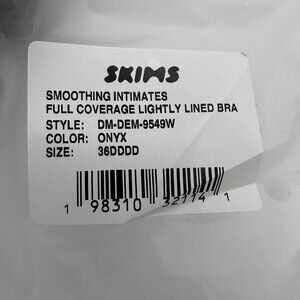 SKIMS
SMOOTHING INTIMATES
FULL COVERAGE LIGHTLY LINED BRA
STYLE: DM-DEM-9549W
COLOR: ONYX
SIZE: 36DDDD
1 98310 32114 1